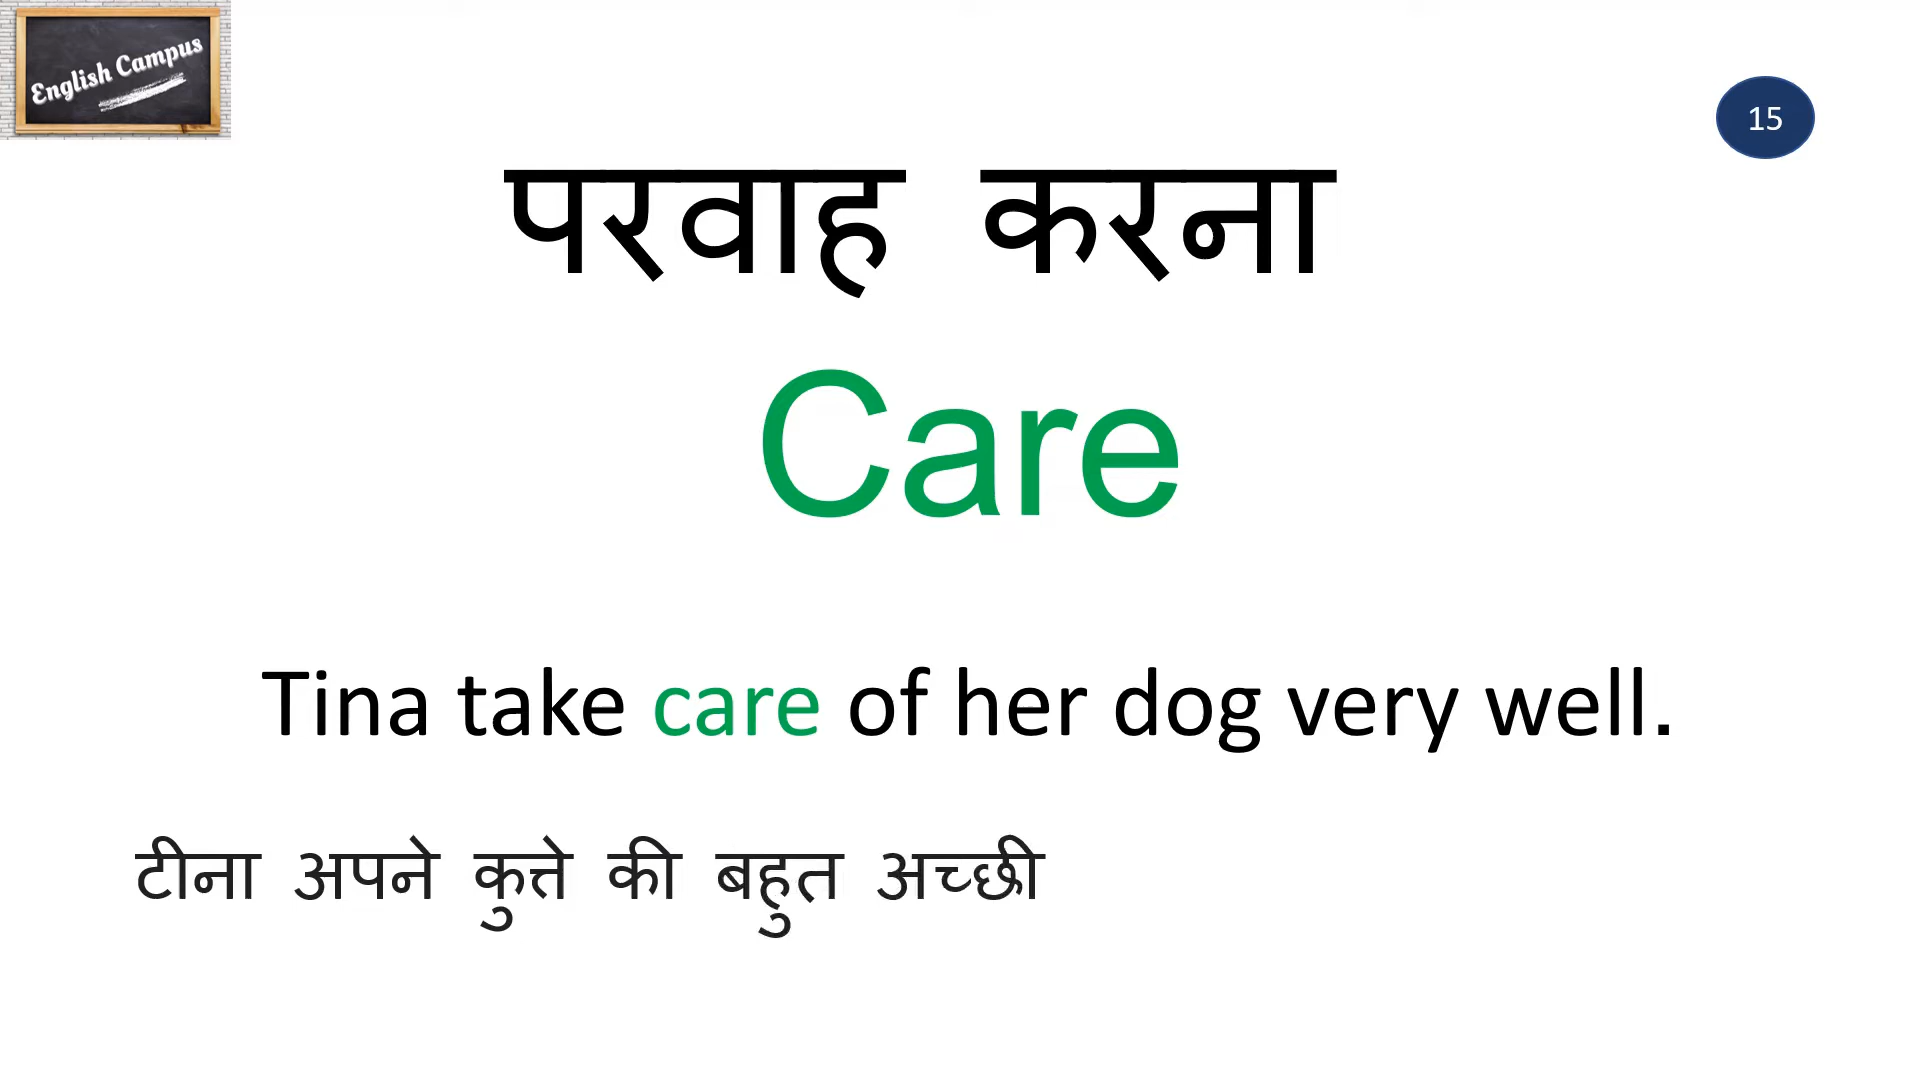 English Campus
15
परवाह करना
Care
Tina take care of her dog very well.
टीना अपने कुत्ते की बहुत अच्छी